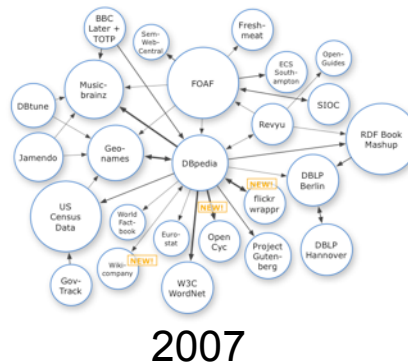 BBC
Later +
TOTP
Fresh-
meat
Sem-
Web-
Central
Open-
Guides
ECS
South-
ampton
FOAF
Music-
brainz
DBtune
SIOC
Revyu
Jamendo
Geo-
names
DBpedia
RDF Book
Mashup
DBLP
Berlin
NEW!
flickr
wrappr
US
Census
Data
World
Fact-
book
NEW!
Euro-
stat
Open
Cyc
Wiki-
company
NEW!
Project
Guten-
berg
DBLP
Hannover
Gov-
Track
W3C
WordNet
2007